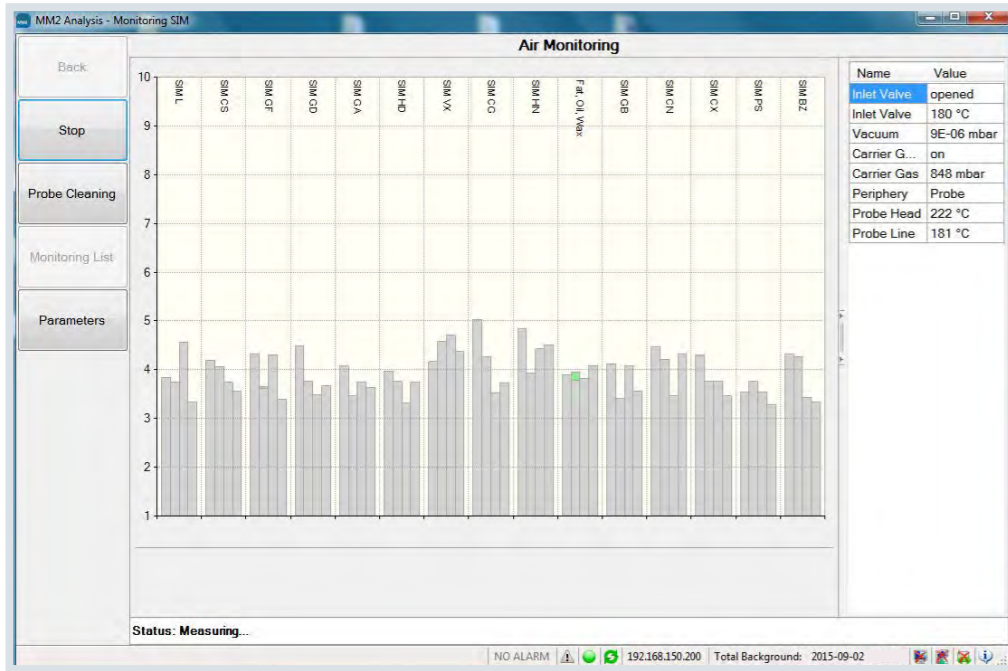 MM2 Analysis - Monitoring SIM
Air Monitoring
Back
Stop
Probe Cleaning
Monitoring List
Parameters
10
9
8
7
6
5
4
3
2
1
SIM L
SIM CS
SIM GF
SIM GD
SIM GA
SIM HD
SIM VX
SIM CG
SIM HN
Fat, Oil, Wax
SIM GB
SIM CN
SIM CX
SIM PS
SIM BZ
Name Value
Inlet Valve opened
Inlet Valve 180 °C
Vacuum 9E-06 mbar
Carrier G... on
Carrier Gas 848 mbar
Periphery Probe
Probe Head 222 °C
Probe Line 181 °C
Status: Measuring...
NO ALARM 192.168.150.200 Total Background: 2015-09-02